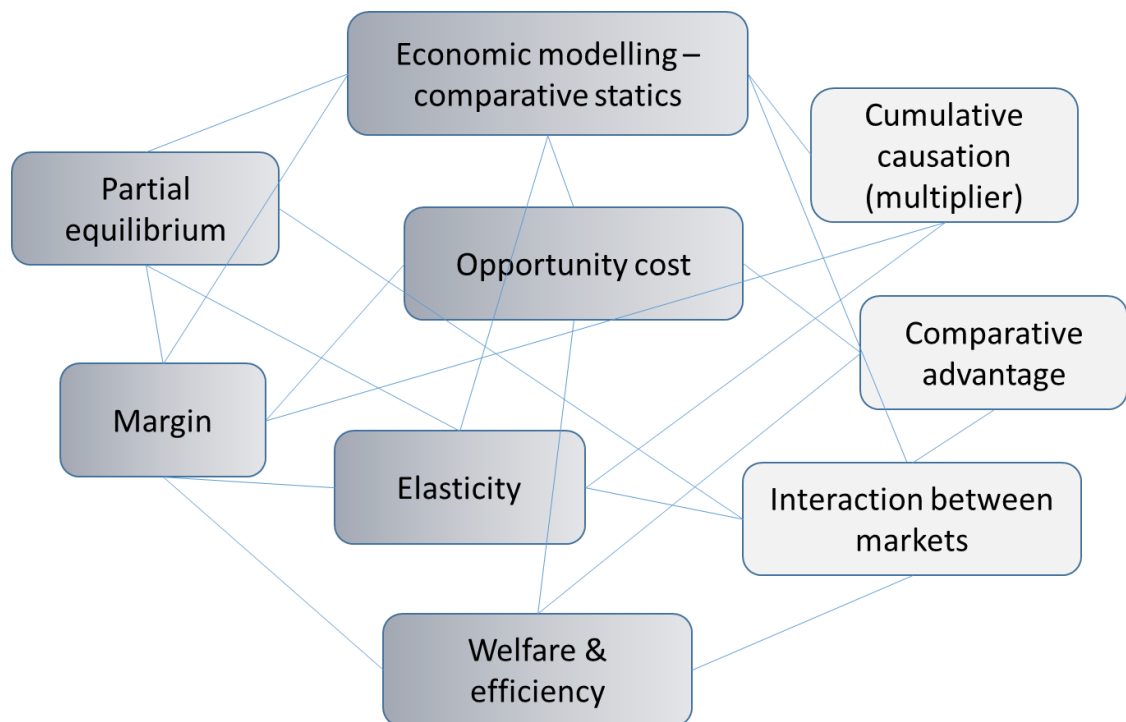 Economic modelling –
comparative statics
Cumulative
causation
(multiplier)
Partial
equilibrium
Opportunity cost
Comparative
advantage
Margin
Elasticity
Interaction between
markets
Welfare &
efficiency